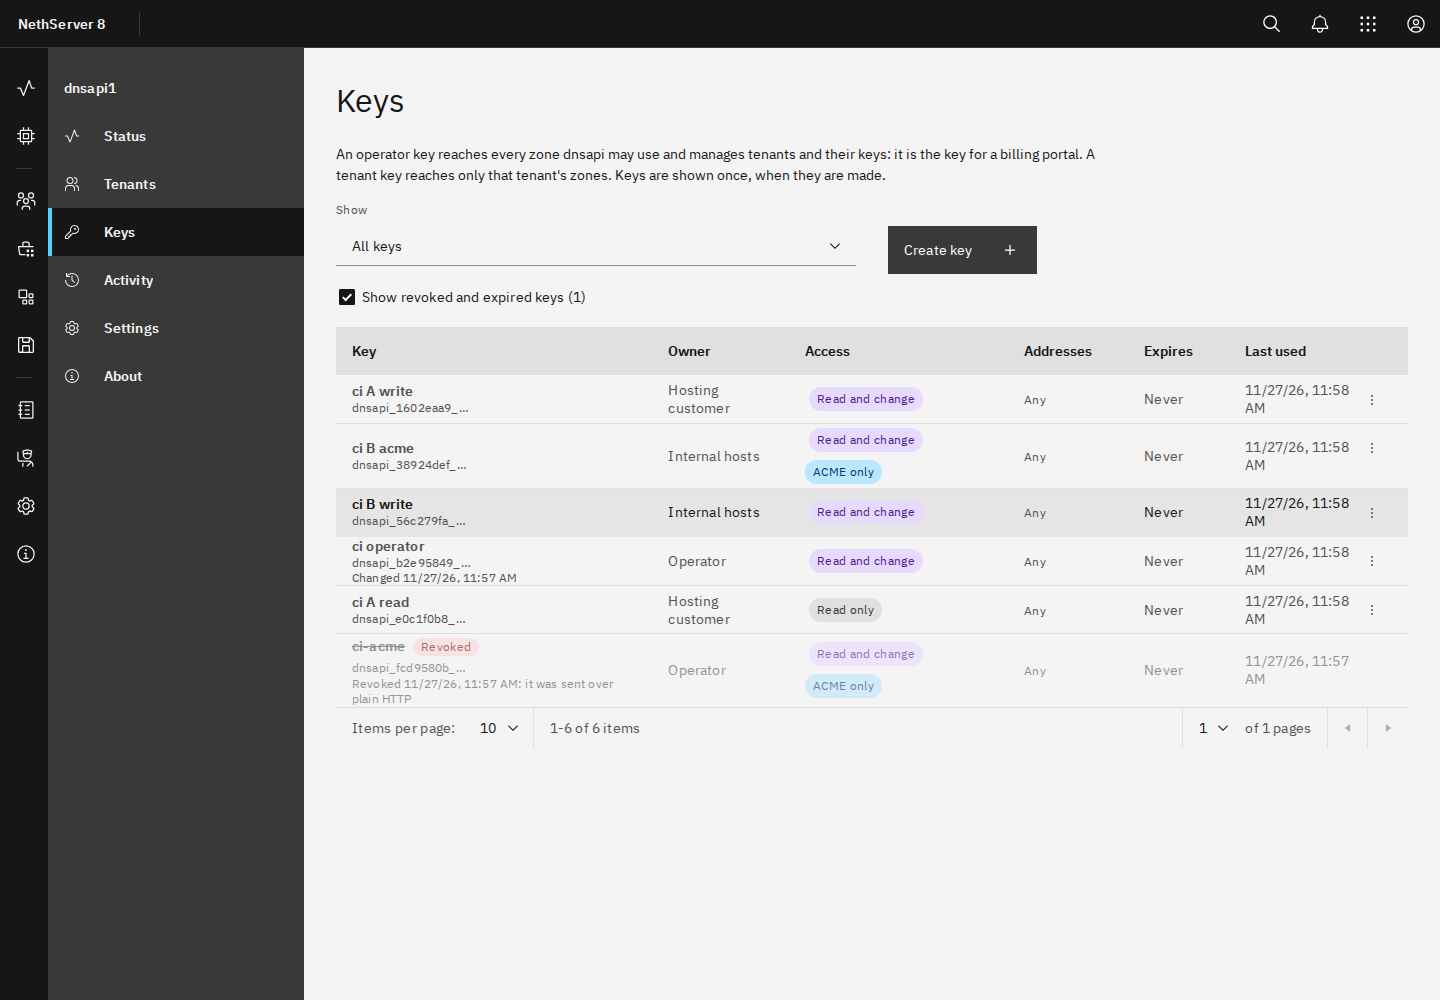 NethServer 8
dnsapi1
Status
Tenants
Keys
Activity
Settings
About
Keys
An operator key reaches every zone dnsapi may use and manages tenants and their keys: it is the key for a billing portal. A
tenant key reaches only that tenant's zones. Keys are shown once, when they are made.
Show
All keys
Create key
Show revoked and expired keys (1)
Key Owner Access Addresses Expires Last used
ci A write
dnsapi_1602eaa9_...
Hosting
customer
Read and change
Any
Never
11/27/26, 11:58
AM
ci B acme
dnsapi_38924def_...
Internal hosts
Read and change
ACME only
Any
Never
11/27/26, 11:58
AM
ci B write
dnsapi_56c279fa_...
Internal hosts
Read and change
Any
Never
11/27/26, 11:58
AM
ci operator
dnsapi_b2e95849_...
Changed 11/27/26, 11:57 AM
Operator
Read and change
Any
Never
11/27/26, 11:58
AM
ci A read
dnsapi_e0c1f0b8_...
Hosting
customer
Read only
Any
Never
11/27/26, 11:58
AM
ci-acme Revoked
dnsapi_fcd9580b_...
Revoked 11/27/26, 11:57 AM: it was sent over
plain HTTP
Operator
Read and change
ACME only
Any
Never
11/27/26, 11:57
AM
Items per page: 10 1-6 of 6 items 1 of 1 pages